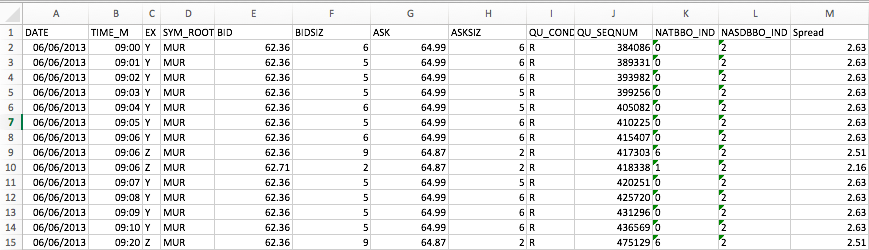 A B C D E F G H I J K L M
1 DATE TIME_M EX SYM_ROOT BID BIDSIZ ASK ASKSIZ QU_COND QU_SEQNUM NATBBO_IND NASDBBO_IND Spread
2 06/06/2013 09:00 Y MUR 62.36 6 64.99 6 R 384086 0 2 2.63
3 06/06/2013 09:01 Y MUR 62.36 5 64.99 6 R 389331 0 2 2.63
4 06/06/2013 09:02 Y MUR 62.36 5 64.99 6 R 393982 0 2 2.63
5 06/06/2013 09:03 Y MUR 62.36 5 64.99 5 R 399256 0 2 2.63
6 06/06/2013 09:04 Y MUR 62.36 6 64.99 5 R 405082 0 2 2.63
7 06/06/2013 09:05 Y MUR 62.36 5 64.99 6 R 410225 0 2 2.63
8 06/06/2013 09:06 Y MUR 62.36 6 64.99 6 R 415407 0 2 2.63
9 06/06/2013 09:06 Z MUR 62.36 9 64.87 2 R 417303 6 2 2.51
10 06/06/2013 09:06 Z MUR 62.71 2 64.87 2 R 418338 1 2 2.16
11 06/06/2013 09:07 Y MUR 62.36 5 64.99 5 R 420251 0 2 2.63
12 06/06/2013 09:08 Y MUR 62.36 5 64.99 6 R 425720 0 2 2.63
13 06/06/2013 09:09 Y MUR 62.36 5 64.99 6 R 431296 0 2 2.63
14 06/06/2013 09:10 Y MUR 62.36 5 64.99 6 R 436569 0 2 2.63
15 06/06/2013 09:20 Z MUR 62.36 9 64.87 2 R 475129 6 2 2.51